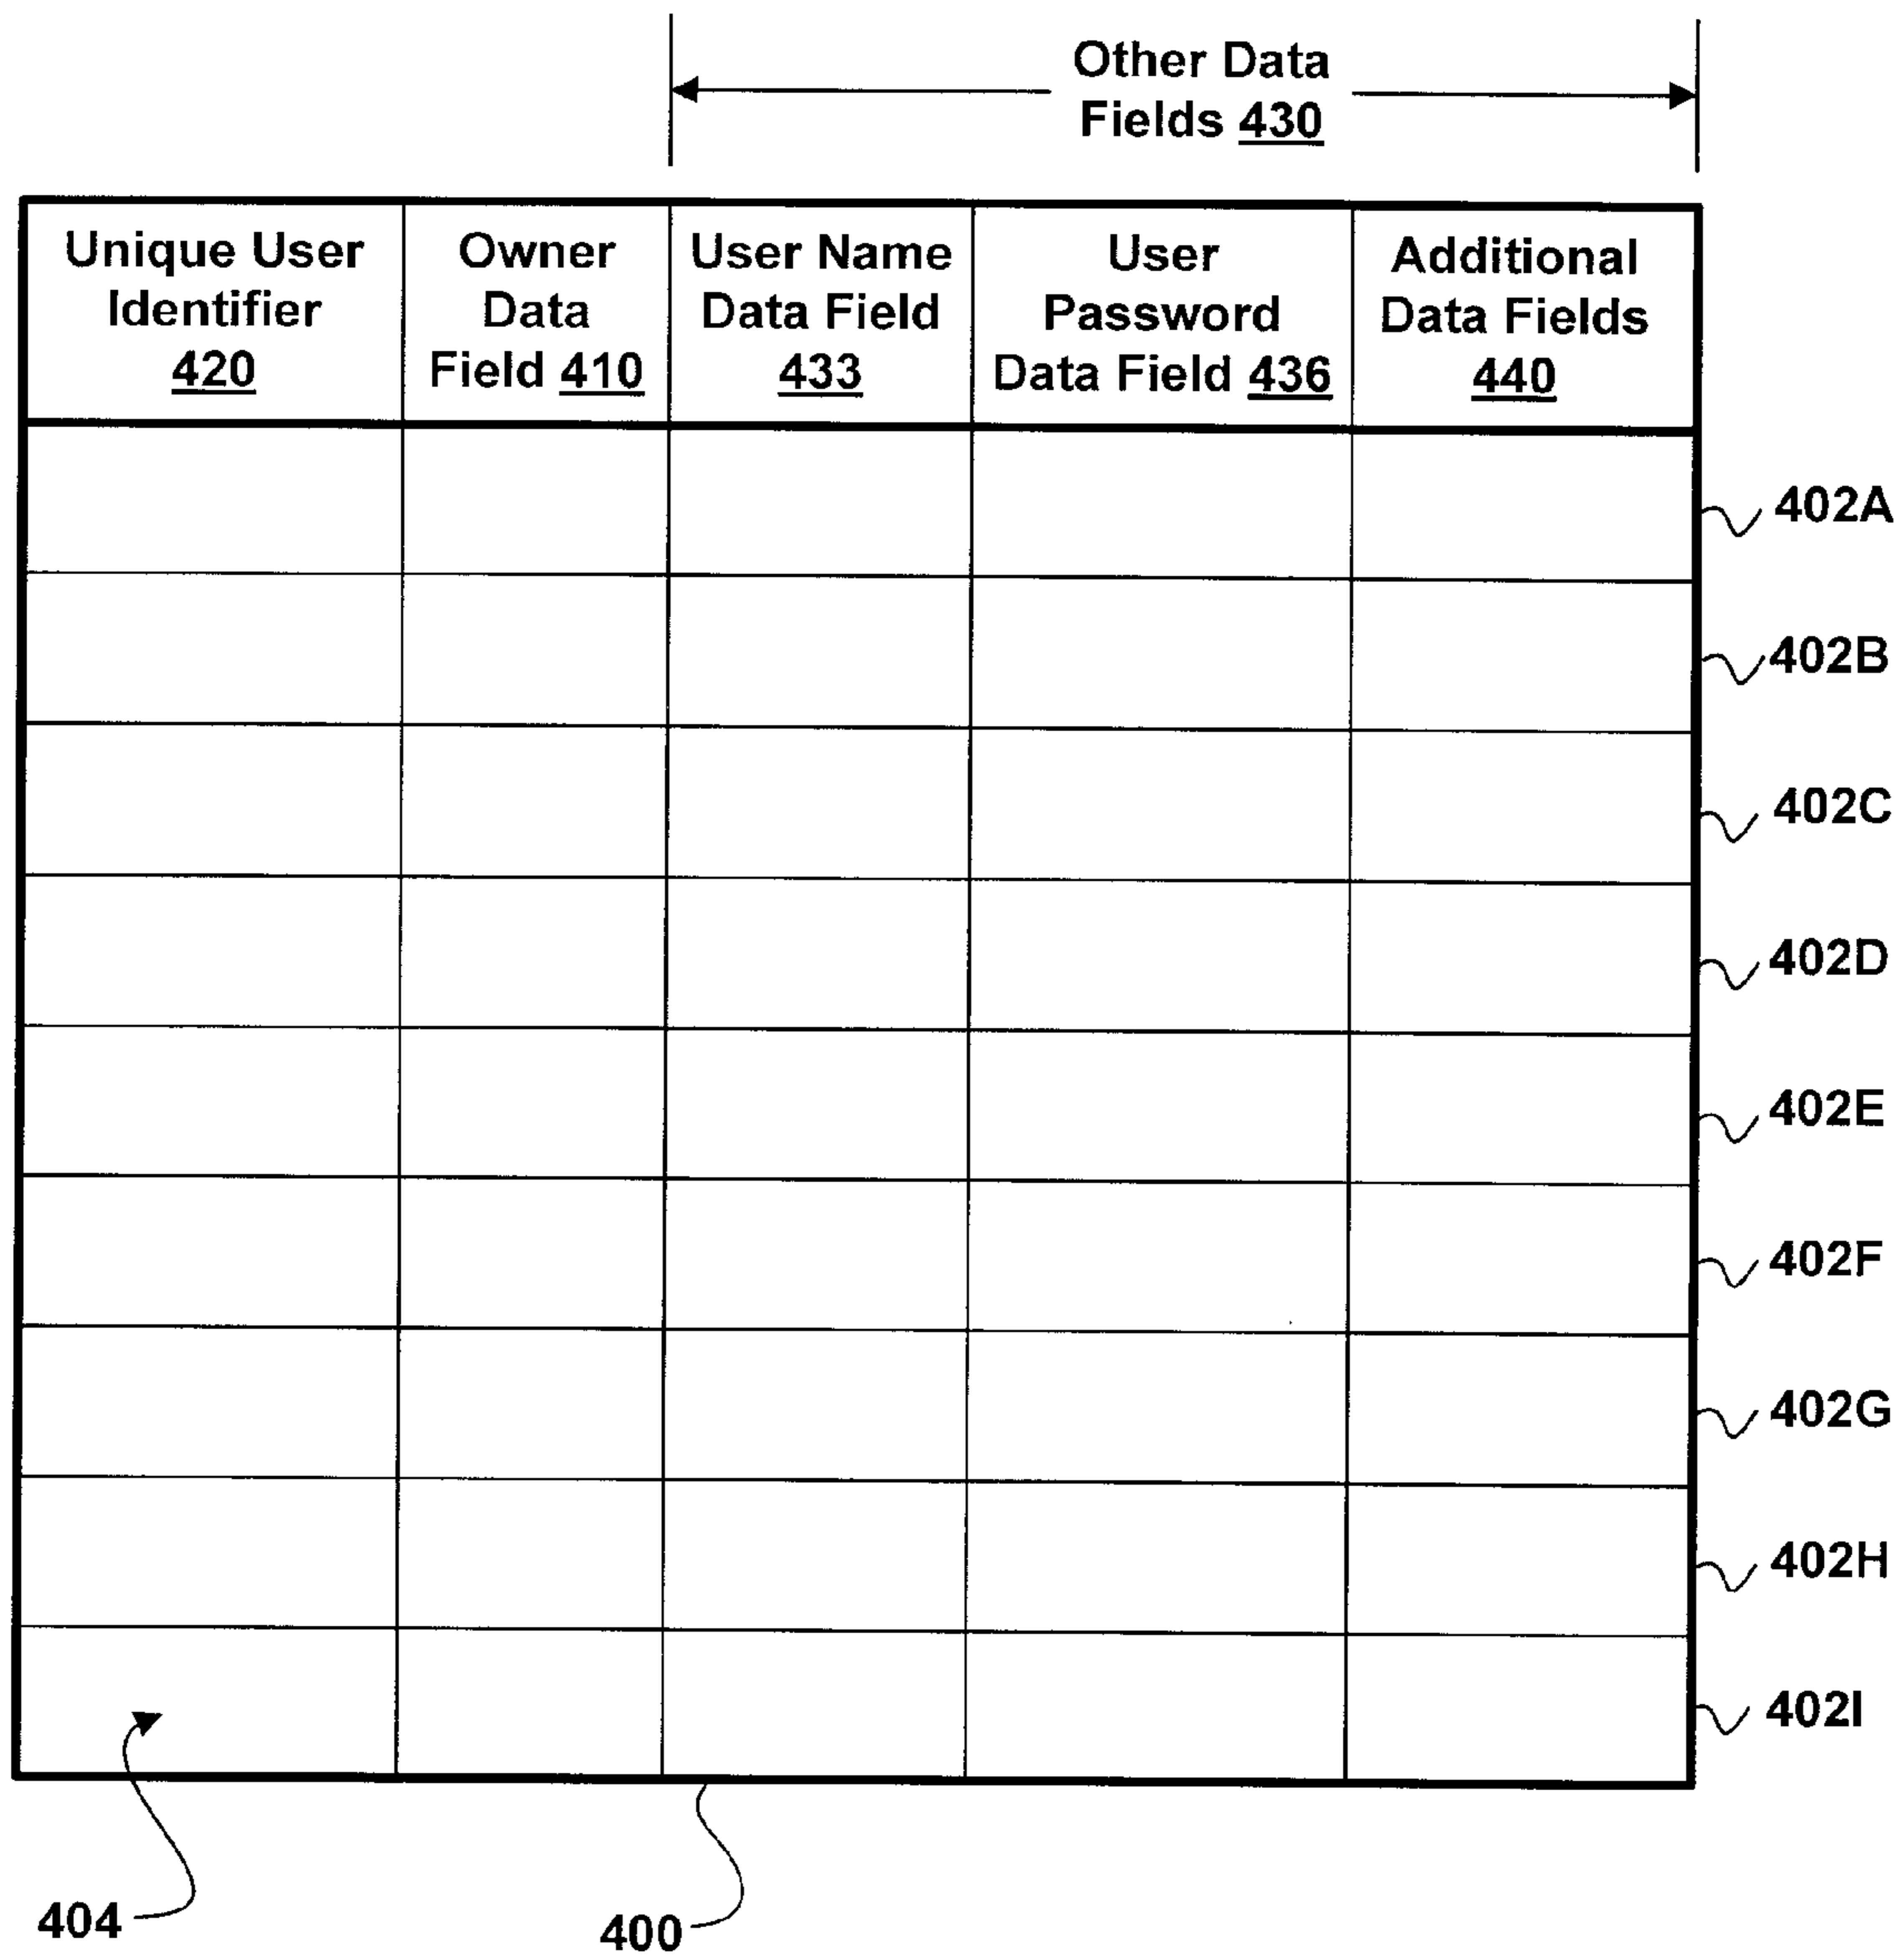 Other Data
Fields 430
Unique User
Identifier
420
Owner
Data
Field 410
User Name
Data Field
433
User
Password
Data Field 436
Additional
Data Fields
440
402A
402B
402C
402D
402E
402F
402G
402H
402I
404
400